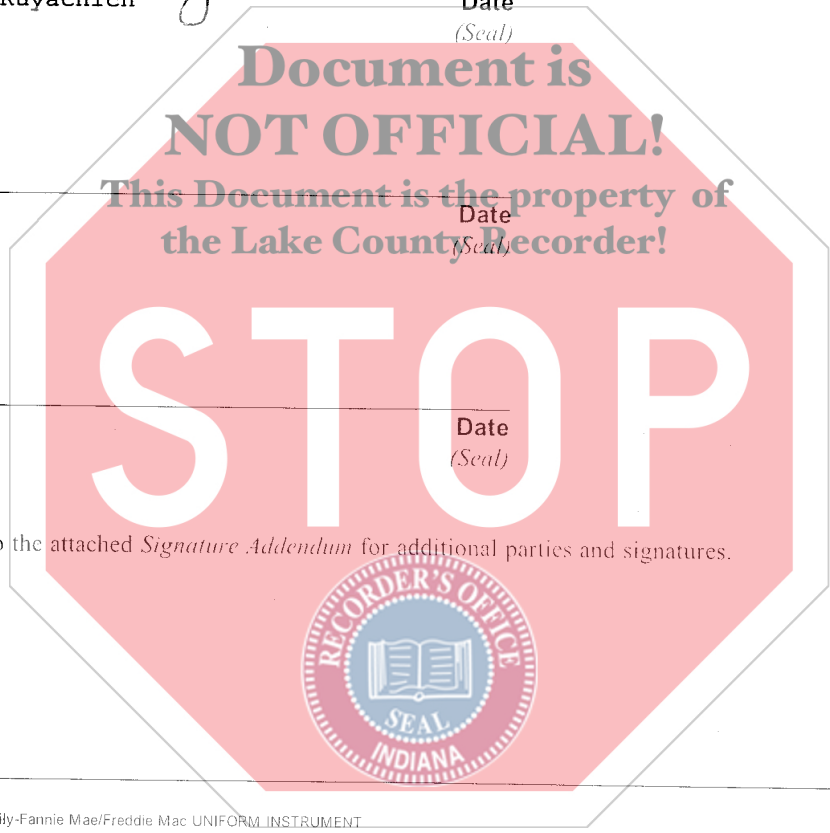 Date
(Seal)
Document is
NOT OFFICIAL!
This Document is the property of
Date
the Lake County Recorder!
(Seal)
STOP
Date
(Seal)
the attached Signature Addendum for additional parties and signatures.
RECORDER'S OFFICE
SEAL
INDIANA
Fannie Mae/Freddie Mac UNIFORM INSTRUMENT